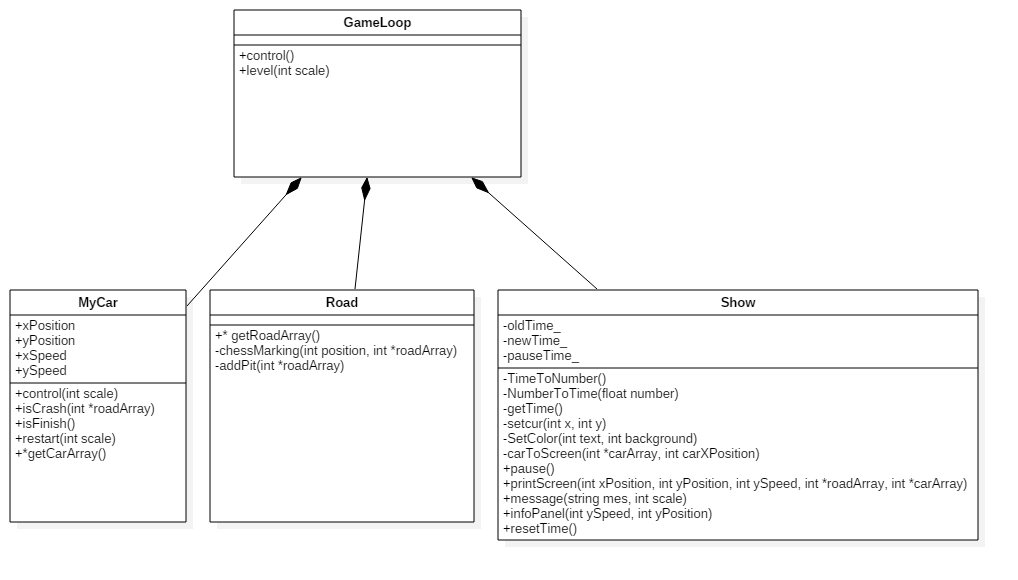 GameLoop
+control()
+level(int scale)
MyCar
+xPosition
+yPosition
+xSpeed
+ySpeed
+control(int scale)
+isCrash(int *roadArray)
+isFinish()
+restart(int scale)
+*getCarArray()
Road
+* getRoadArray()
-chessMarking(int position, int *roadArray)
-addPit(int *roadArray)
Show
-oldTime_
-newTime_
-pauseTime_
-TimeToNumber()
-NumberToTime(float number)
-getTime()
-setcur(int x, int y)
-SetColor(int text, int background)
-carToScreen(int *carArray, int carXPosition)
+pause()
+printScreen(int xPosition, int yPosition, int ySpeed, int *roadArray, int *carArray)
+message(string mes, int scale)
+infoPanel(int ySpeed, int yPosition)
+resetTime()